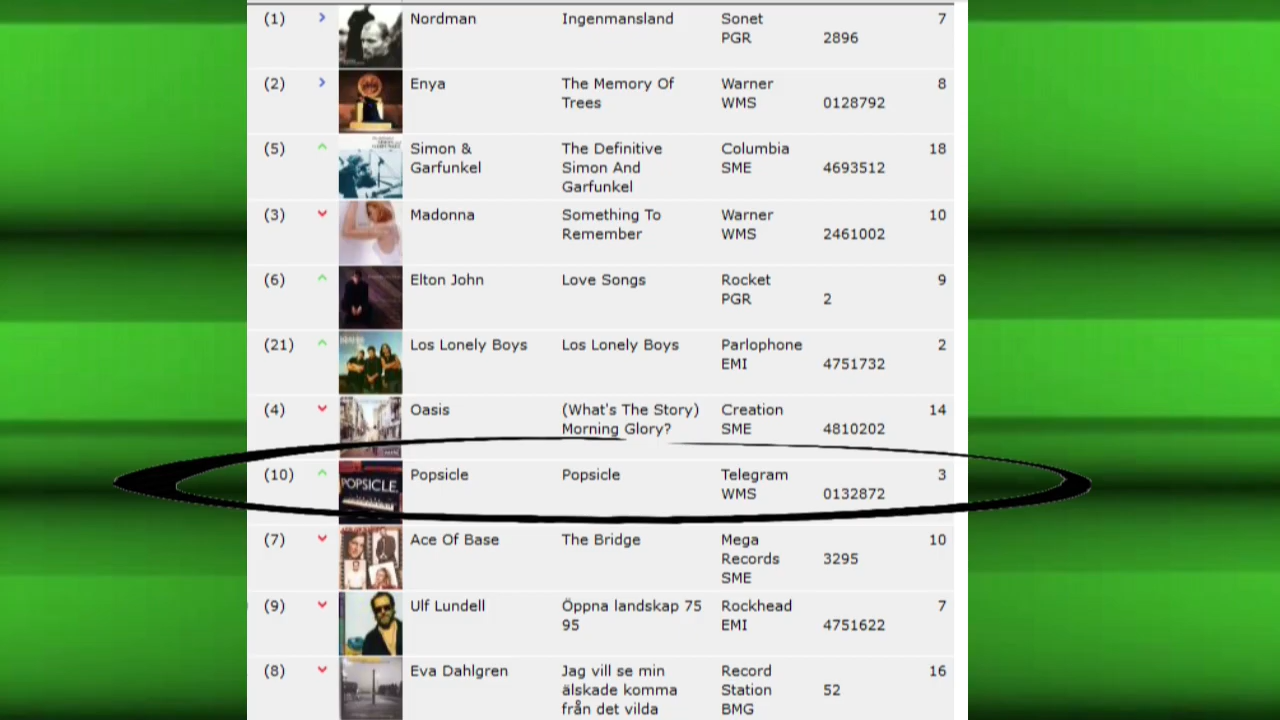 (1) Nordman Ingenmansland Sonet 7
PGR 2896
(2) Enya The Memory Of Warner 8
Trees WMS 0128792
(5) Simon & The Definitive Columbia 18
Garfunkel Simon And SME 4693512
Garfunkel
(3) Madonna Something To Warner 10
Remember WMS 2461002
(6) Elton John Love Songs Rocket 9
PGR 2
(21) Los Lonely Boys Los Lonely Boys Parlophone 2
EMI 4751732
(4) Oasis (What's The Story) Creation 14
Morning Glory? SME 4810202
(10) Popsicle Popsicle Telegram 3
POPSICLE WMS 0132872
(7) Ace Of Base The Bridge Mega 10
Records 3295
SME
(9) Ulf Lundell Öppna landskap 75 Rockhead 7
95 EMI 4751622
(8) Eva Dahlgren Jag vill se min Record 16
älskade komma Station 52
från det vilda BMG